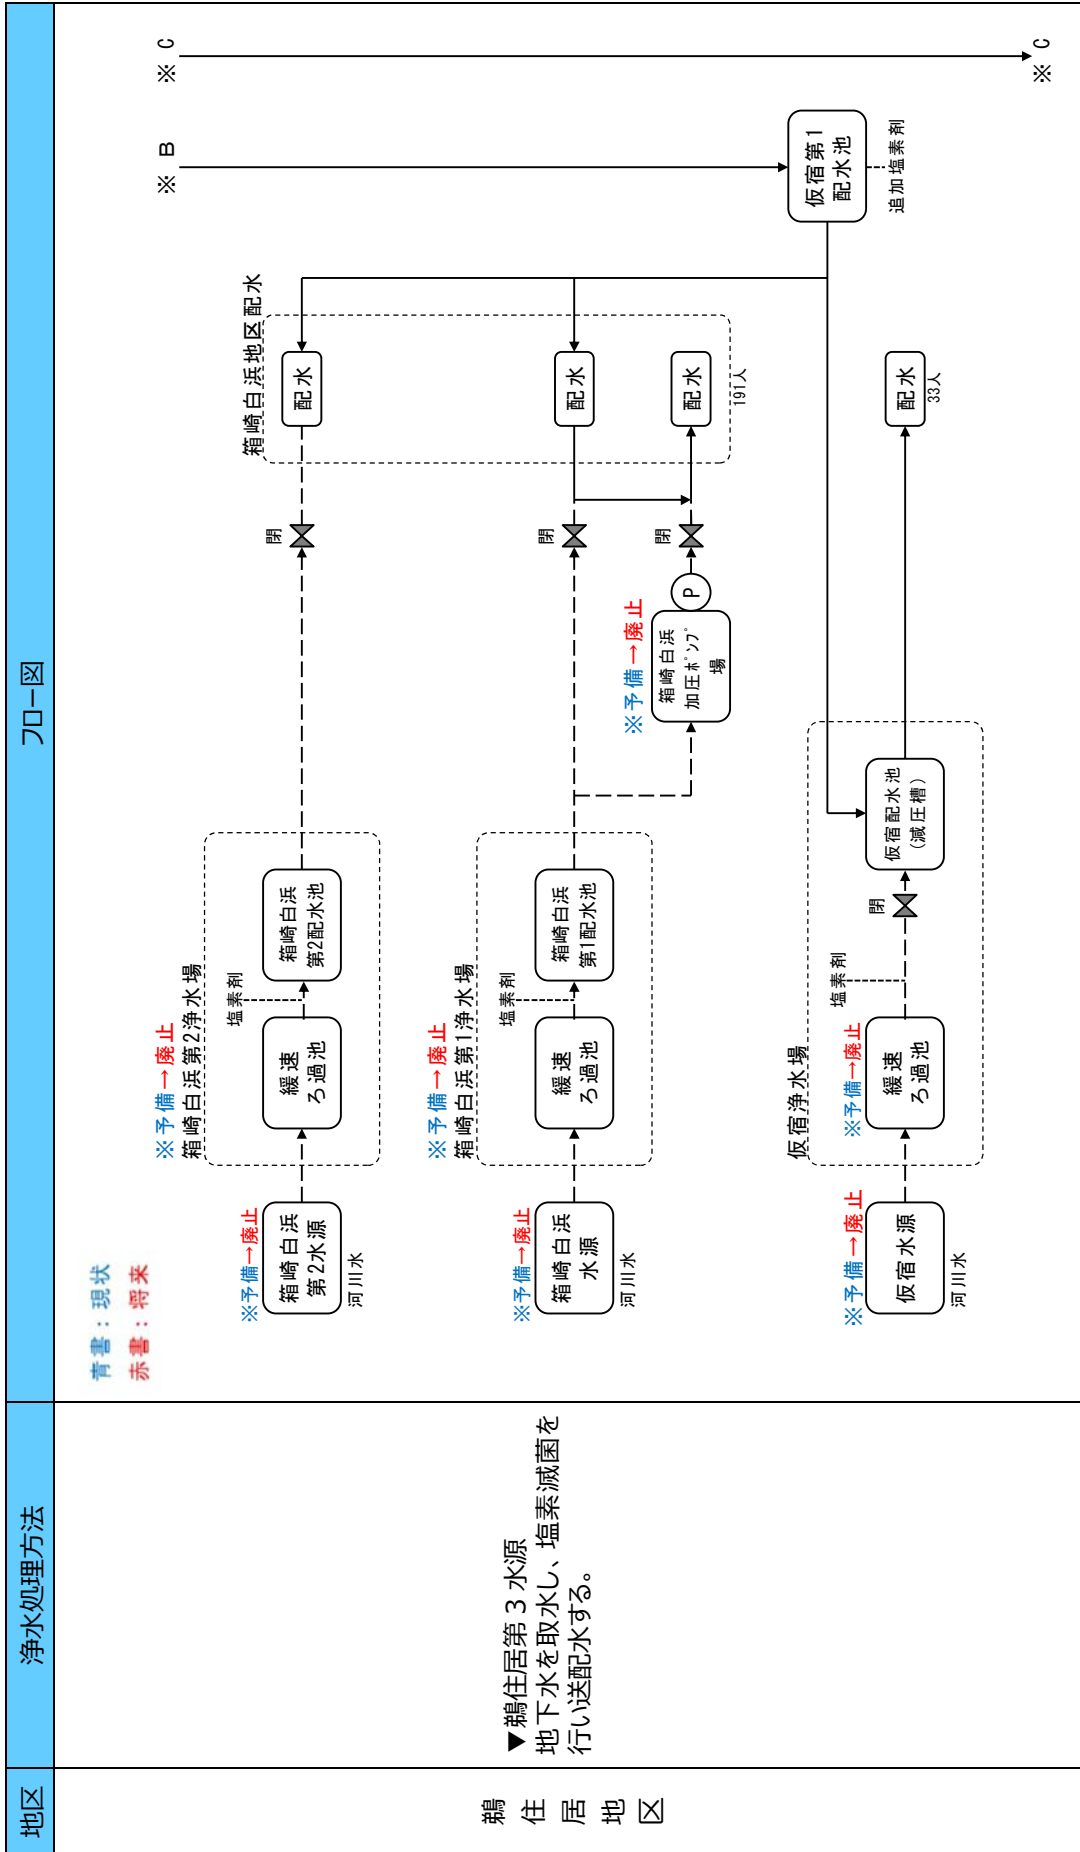 地区
浄水処理方法
フロー図
鵜住居地区
▼鵜住居第3水源
地下水を取水し、塩素滅菌を
行い送配水する。
青書：現状
赤書：将来
※予備→廃止
箱崎白浜第2浄水場
※予備→廃止
箱崎白浜
第2水源
河川水
緩速
ろ過池
塩素剤
箱崎白浜
第2配水池
閉
箱崎白浜地区配水
配水
※予備→廃止
箱崎白浜第1浄水場
※予備→廃止
箱崎白浜
水源
河川水
緩速
ろ過池
塩素剤
箱崎白浜
第1配水池
閉
配水
※予備→廃止
箱崎白浜
加圧ポンプ
場
P
閉
配水
191人
仮宿浄水場
※予備→廃止
仮宿水源
河川水
※予備→廃止
緩速
ろ過池
塩素剤
閉
仮宿配水池
(減圧槽)
配水
33人
※ B
仮宿第1
配水池
追加塩素剤
※ C
※ C